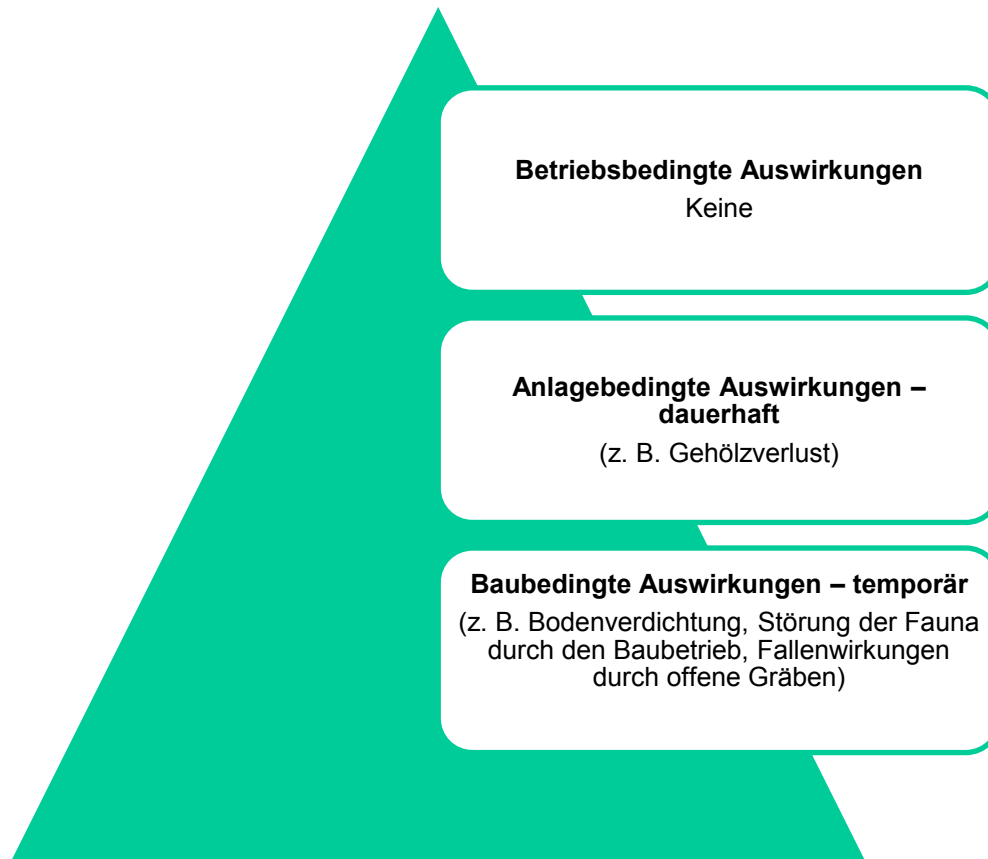 Betriebsbedingte Auswirkungen
Keine
Anlagebedingte Auswirkungen –
dauerhaft
(z. B. Gehölzverlust)
Baubedingte Auswirkungen – temporär
(z. B. Bodenverdichtung, Störung der Fauna
durch den Baubetrieb, Fallenwirkungen
durch offene Gräben)